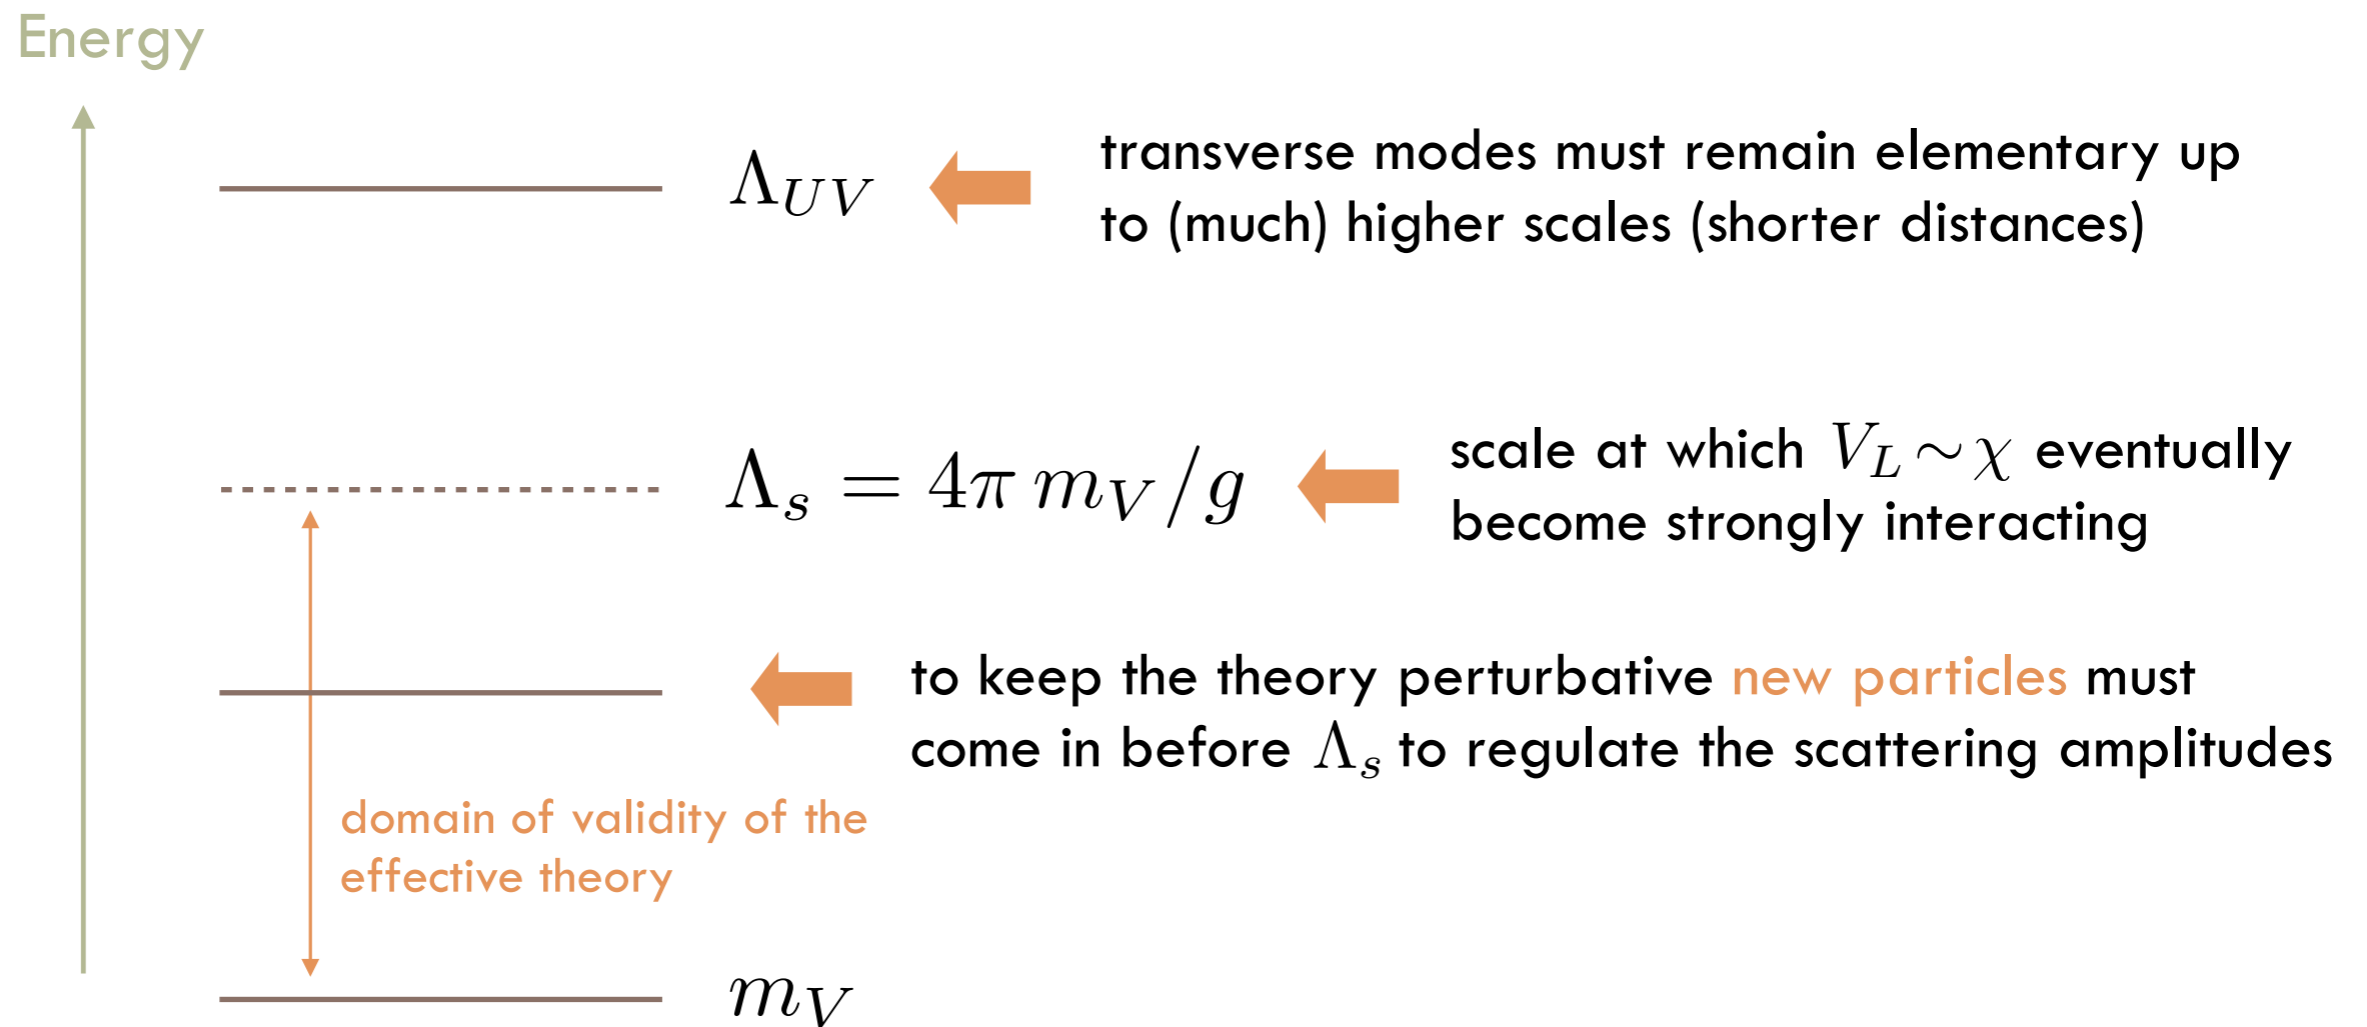 Energy
Λ_{UV}
transverse modes must remain elementary up
to (much) higher scales (shorter distances)
Λ_s = 4π m_V/g
scale at which V_L ∼ χ eventually
become strongly interacting
to keep the theory perturbative new particles must
come in before Λ_s to regulate the scattering amplitudes
domain of validity of the
effective theory
m_V